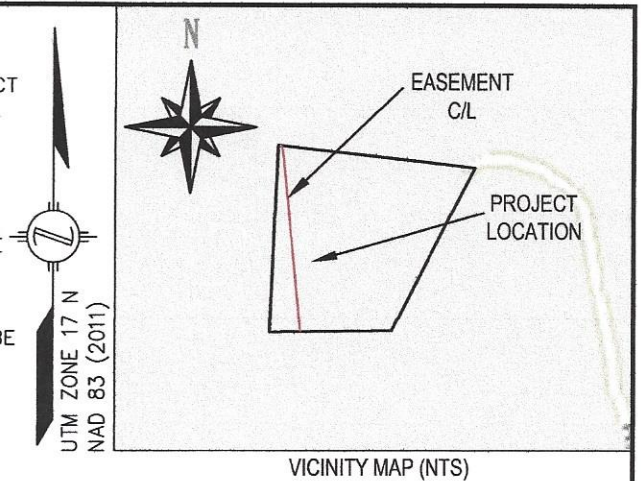 CT
E
BE
UTM ZONE 17 N
NAD 83 (2011)
N
EASEMENT
C/L
PROJECT
LOCATION
VICINITY MAP (NTS)